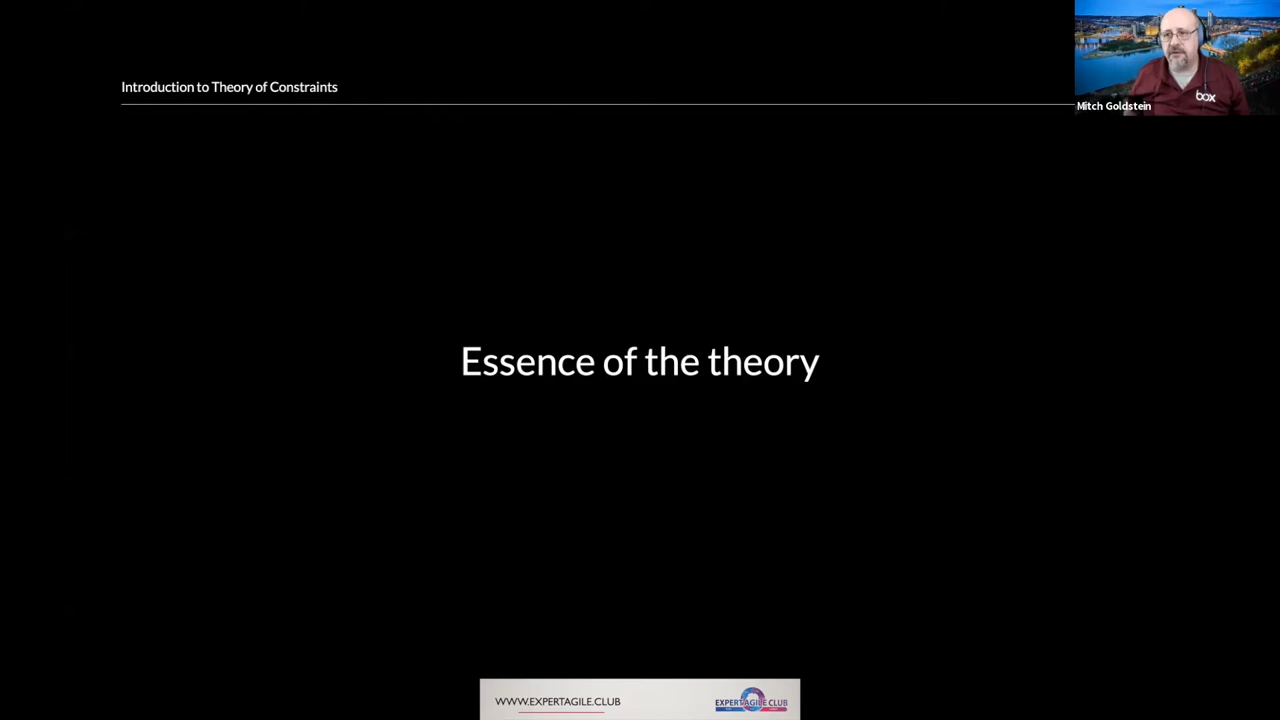 Introduction to Theory of Constraints
box
Mitch Goldstein
Essence of the theory
WWW.EXPERTAGILE.CLUB
EXPERTAGILE CLUB